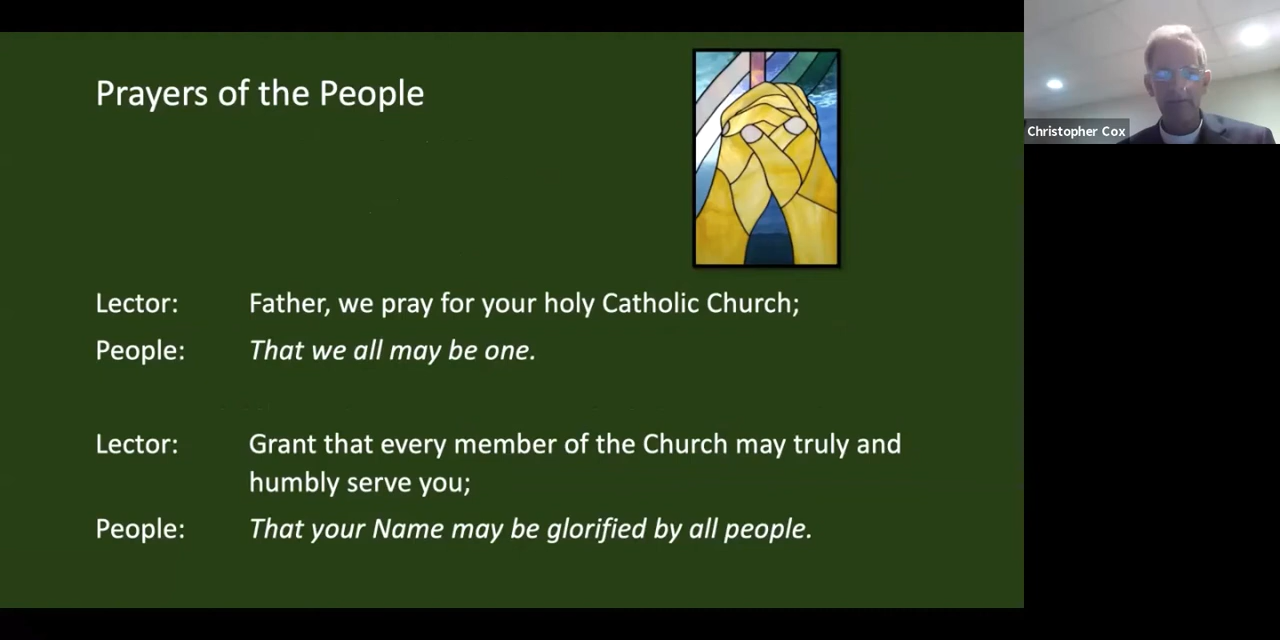 Prayers of the People
Christopher Cox
Lector: Father, we pray for your holy Catholic Church;
People: That we all may be one.
Lector: Grant that every member of the Church may truly and
humbly serve you;
People: That your Name may be glorified by all people.